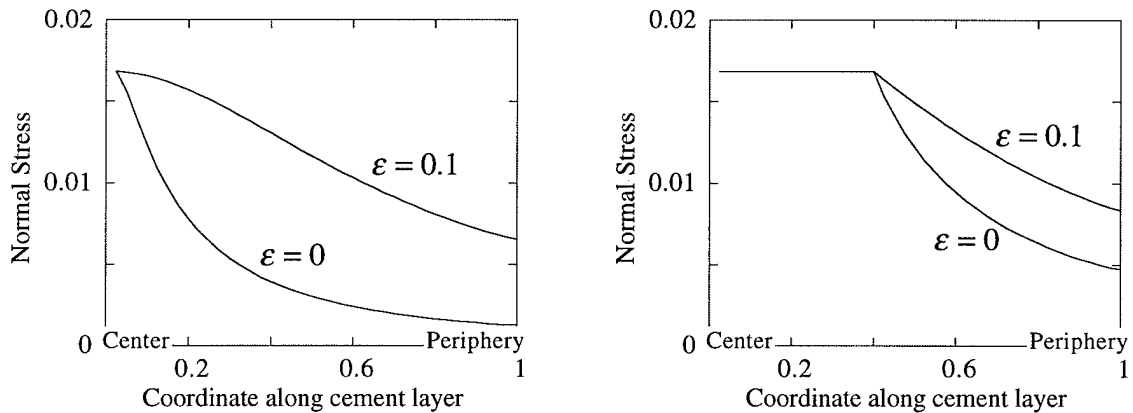 0.02
Normal Stress
0.01
ε = 0.1
ε = 0
0
Center
Periphery
0.2
0.6
1
Coordinate along cement layer
0.02
Normal Stress
0.01
ε = 0.1
ε = 0
0
Center
Periphery
0.2
0.6
1
Coordinate along cement layer